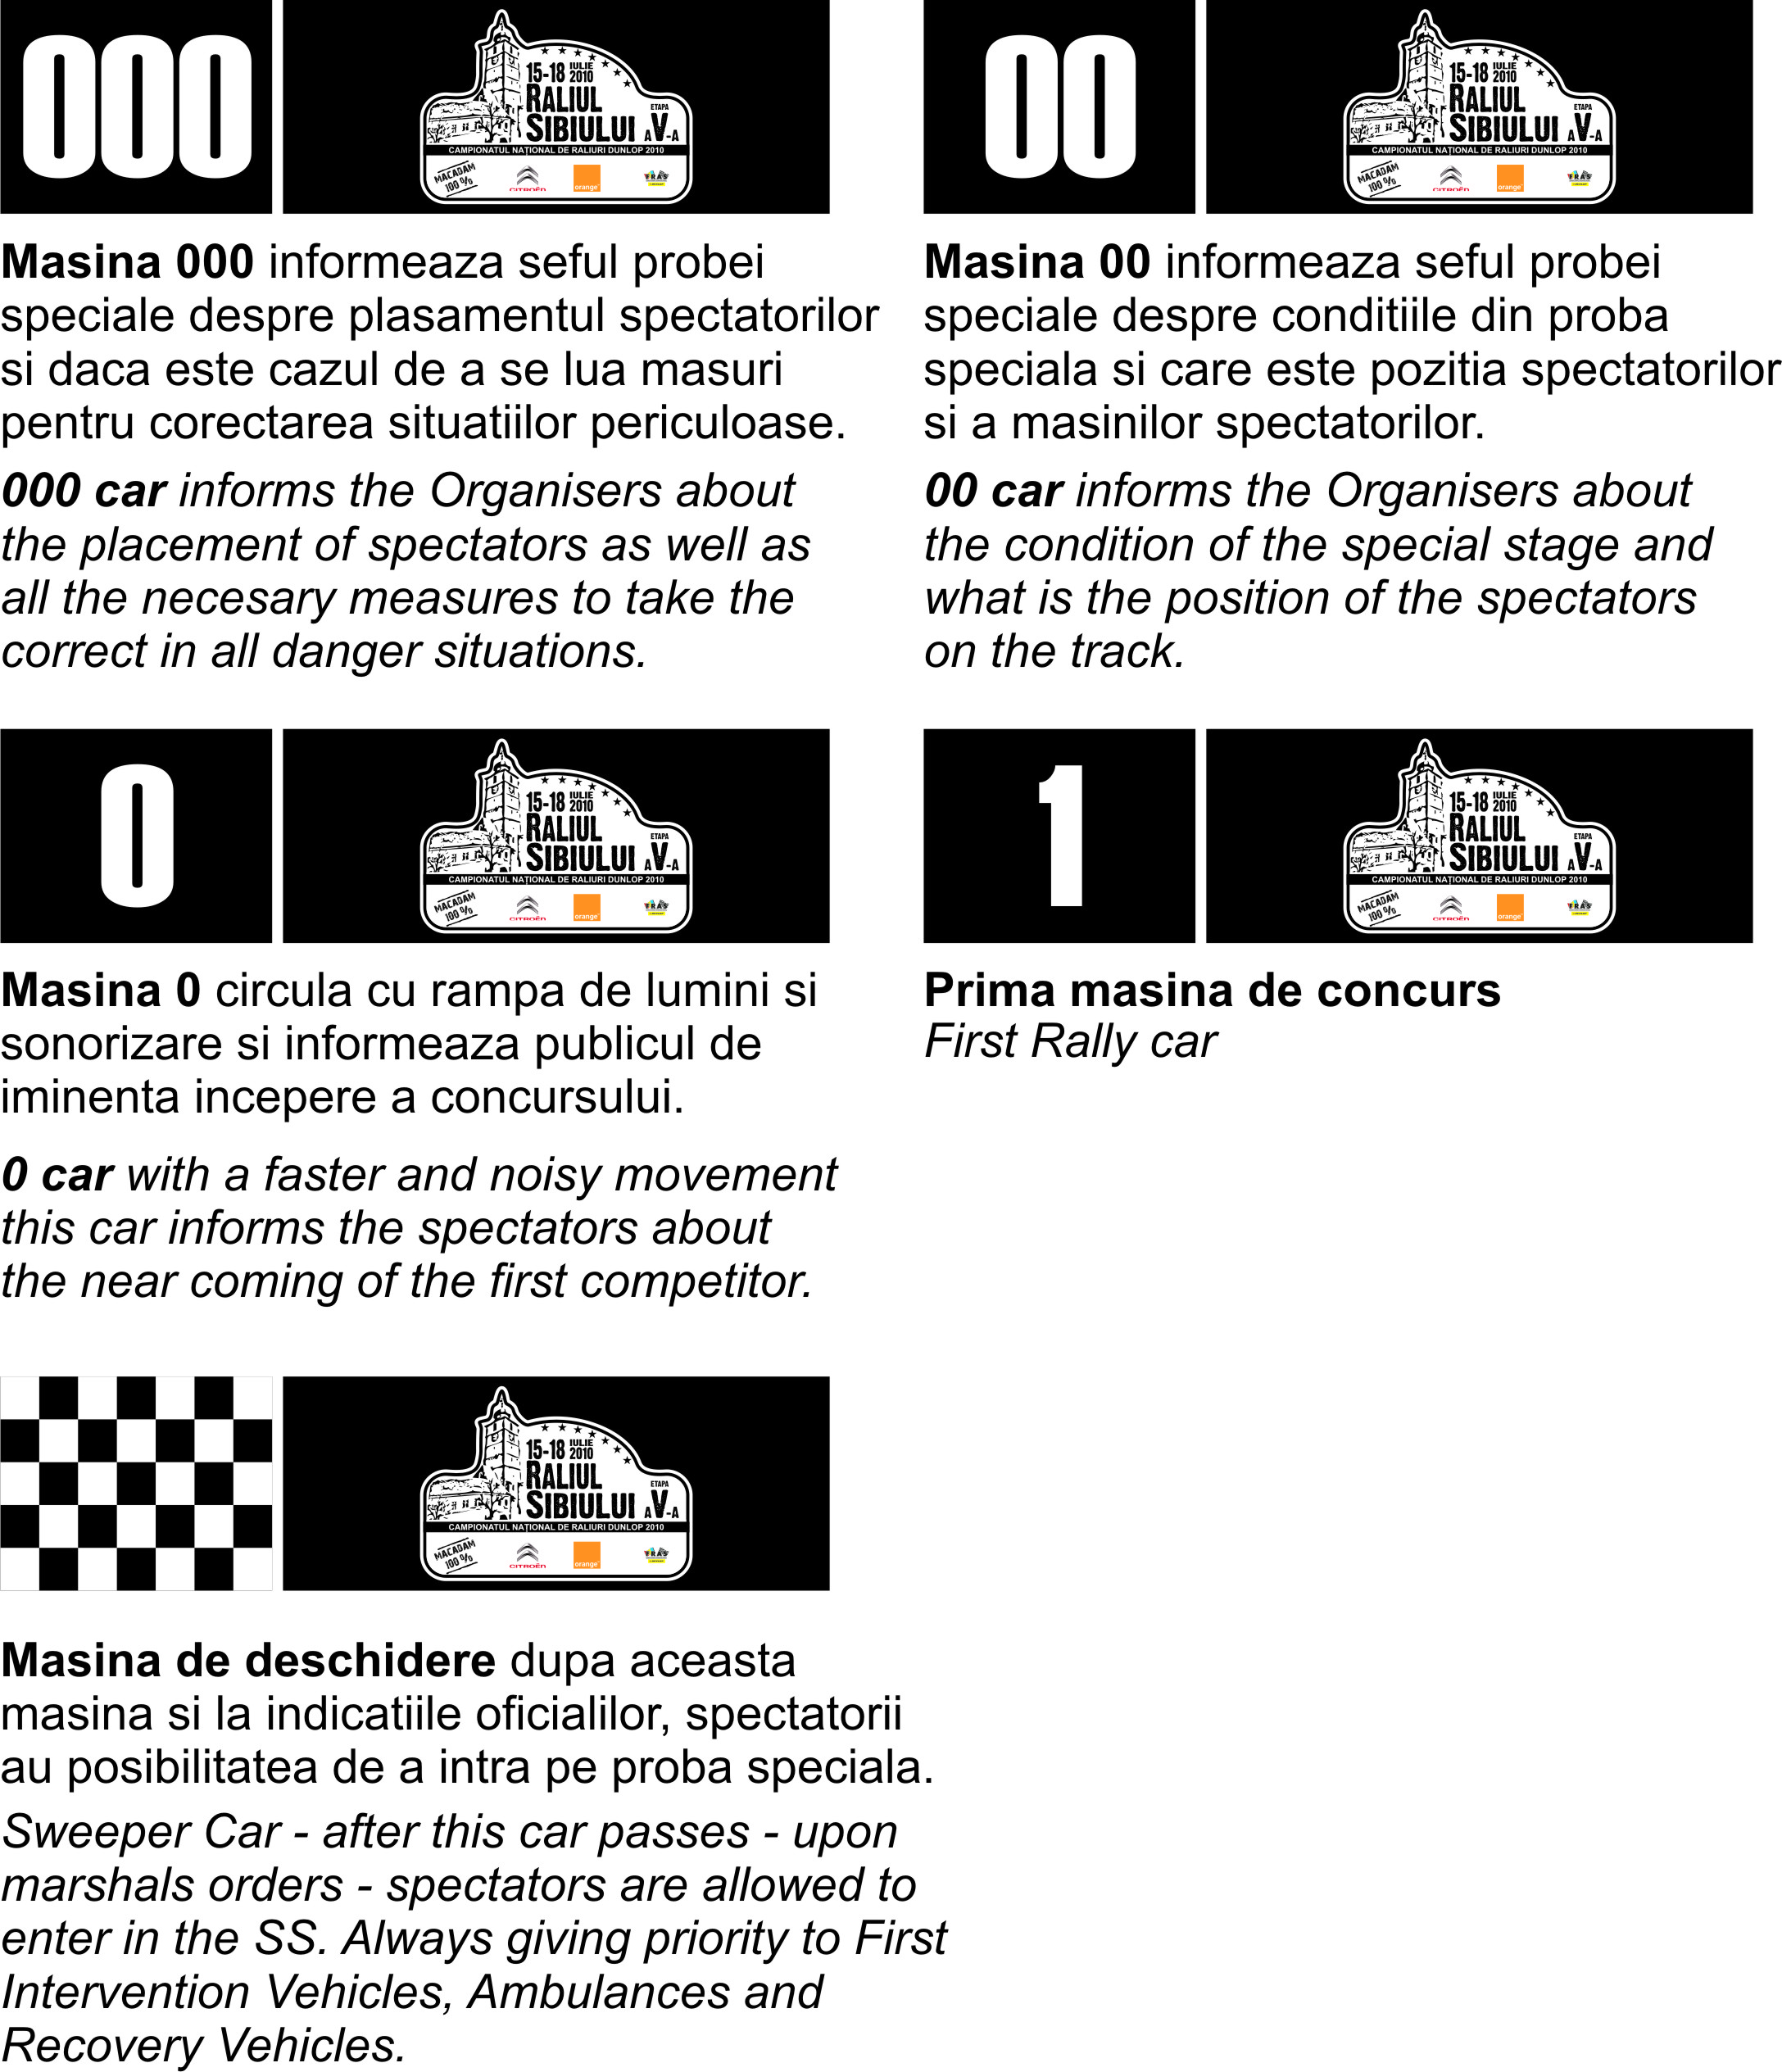 000
15-18 IULIE 2010
RALIUL
SIBIULUI
ETAPA
A V-A
CAMPIONATUL NAȚIONAL DE RALIURI DUNLOP 2010
MACADAM
100 %
CITROËN
orange
Masina 000 informeaza seful probei
speciale despre plasamentul spectatorilor
si daca este cazul de a se lua masuri
pentru corectarea situatiilor periculoase.
000 car informs the Organisers about
the placement of spectators as well as
all the necesary measures to take the
correct in all danger situations.
00
15-18 IULIE 2010
RALIUL
SIBIULUI
ETAPA
A V-A
CAMPIONATUL NAȚIONAL DE RALIURI DUNLOP 2010
MACADAM
100 %
CITROËN
orange
Masina 00 informeaza seful probei
speciale despre conditiile din proba
speciala si care este pozitia spectatorilor
si a masinilor spectatorilor.
00 car informs the Organisers about
the condition of the special stage and
what is the position of the spectators
on the track.
0
15-18 IULIE 2010
RALIUL
SIBIULUI
ETAPA
A V-A
CAMPIONATUL NAȚIONAL DE RALIURI DUNLOP 2010
MACADAM
100 %
CITROËN
orange
Masina 0 circula cu rampa de lumini si
sonorizare si informeaza publicul de
iminenta incepere a concursului.
0 car with a faster and noisy movement
this car informs the spectators about
the near coming of the first competitor.
1
15-18 IULIE 2010
RALIUL
SIBIULUI
ETAPA
A V-A
CAMPIONATUL NAȚIONAL DE RALIURI DUNLOP 2010
MACADAM
100 %
CITROËN
orange
Prima masina de concurs
First Rally car
15-18 IULIE 2010
RALIUL
SIBIULUI
ETAPA
A V-A
CAMPIONATUL NAȚIONAL DE RALIURI DUNLOP 2010
MACADAM
100 %
CITROËN
orange
Masina de deschidere dupa aceasta
masina si la indicatiile oficialilor, spectatorii
au posibilitatea de a intra pe proba speciala.
Sweeper Car - after this car passes - upon
marshals orders - spectators are allowed to
enter in the SS. Always giving priority to First
Intervention Vehicles, Ambulances and
Recovery Vehicles.